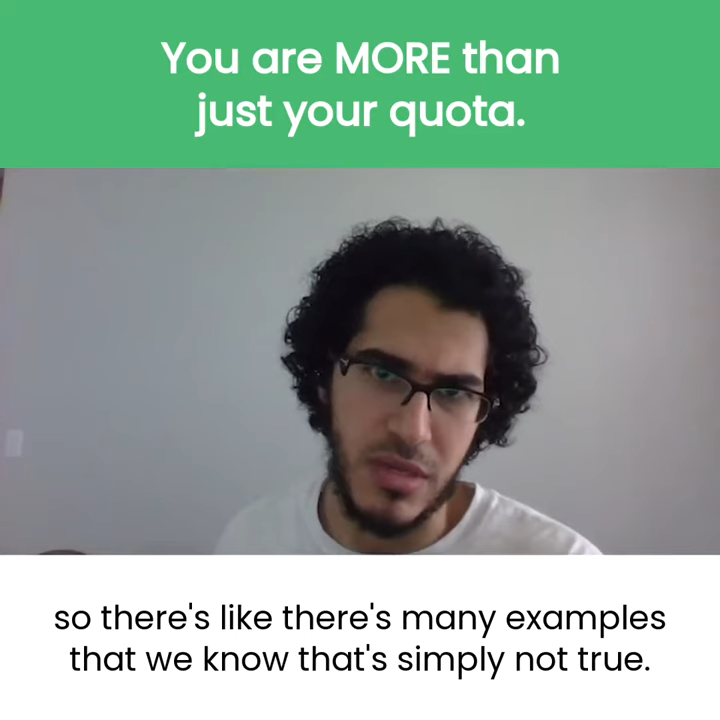 You are MORE than
just your quota.
so there's like there's many examples
that we know that's simply not true.